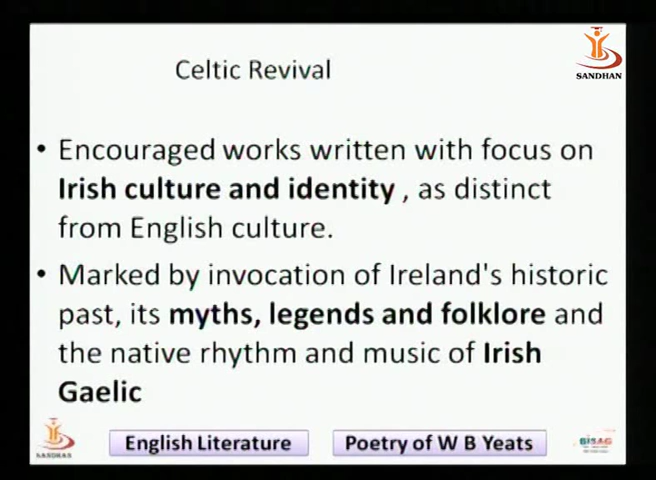 Celtic Revival
SANDHAN
• Encouraged works written with focus on
Irish culture and identity , as distinct
from English culture.
• Marked by invocation of Ireland's historic
past, its myths, legends and folklore and
the native rhythm and music of Irish
Gaelic
SANDHAN
English Literature
Poetry of W B Yeats
BISAG